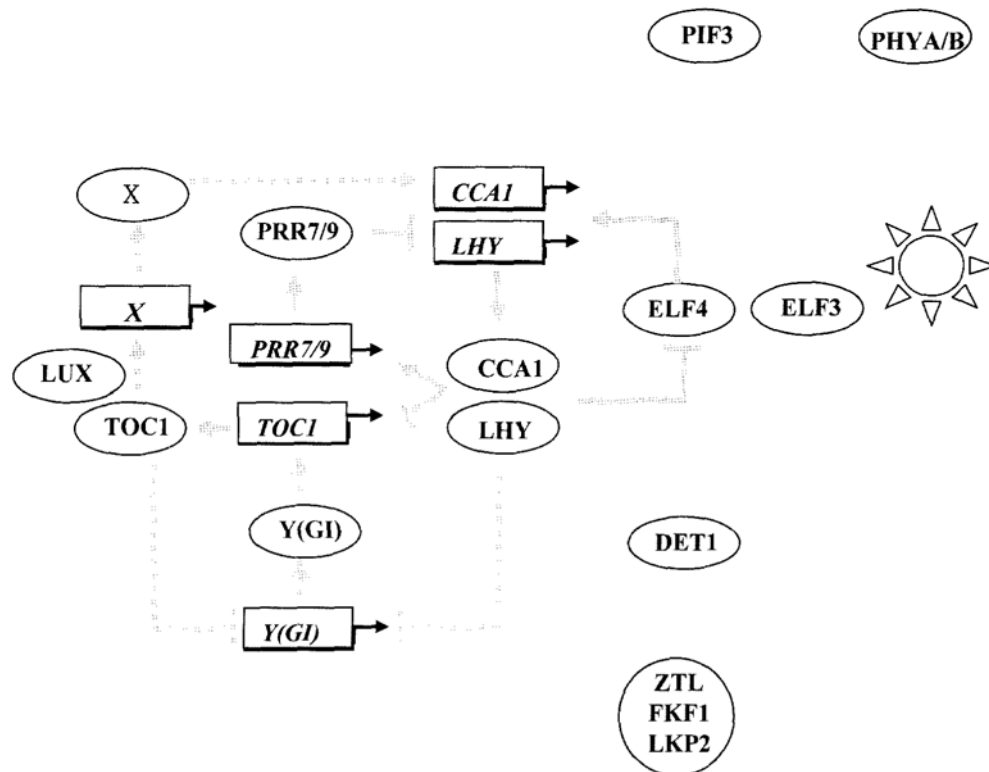 PIF3
PHYA/B
X
CCA1
PRR7/9
LHY
X
ELF4
ELF3
PRR7/9
LUX
CCA1
TOC1
TOC1
LHY
Y(GI)
DET1
Y(GI)
ZTL
FKF1
LKP2